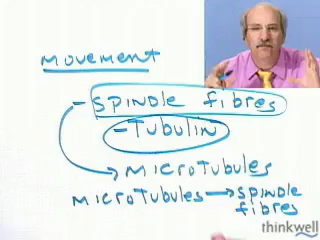 movement
- spindle fibres
- Tubulin
microtubules
microtubules → spindle
fibres
thinkwell